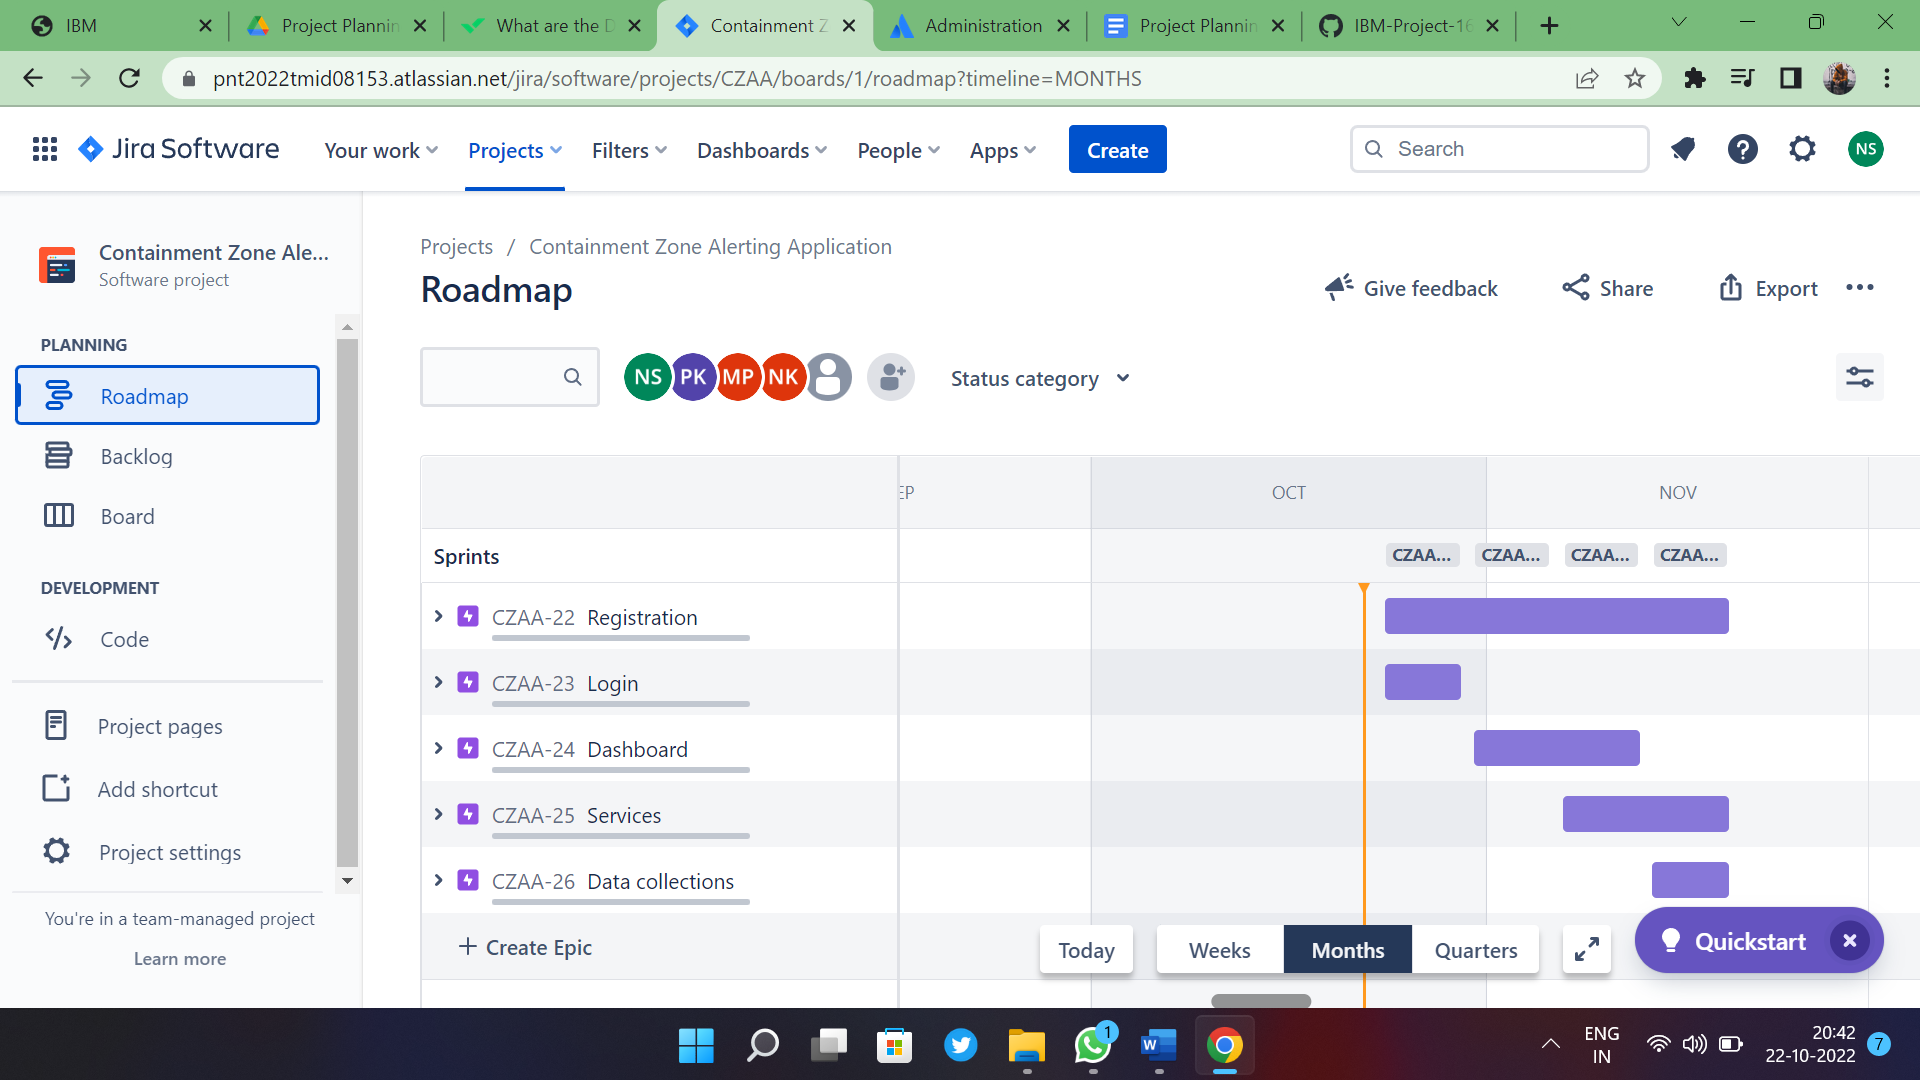 IBM
Project Plannin
What are the D
Containment Z
Administration
Project Plannin
IBM-Project-16
pnt2022tmid08153.atlassian.net/jira/software/projects/CZAA/boards/1/roadmap?timeline=MONTHS
Jira Software
Your work
Projects
Filters
Dashboards
People
Apps
Create
Search
NS
Containment Zone Ale...
Software project
PLANNING
Roadmap
Backlog
Board
DEVELOPMENT
Code
Project pages
Add shortcut
Project settings
You're in a team-managed project
Learn more
Projects / Containment Zone Alerting Application
Roadmap
Give feedback
Share
Export
NS PK MP NK
Status category
EP
OCT
NOV
Sprints
CZAA... CZAA... CZAA... CZAA...
CZAA-22 Registration
CZAA-23 Login
CZAA-24 Dashboard
CZAA-25 Services
CZAA-26 Data collections
+ Create Epic
Today
Weeks
Months
Quarters
Quickstart
1
W
ENG
IN
20:42
22-10-2022
7